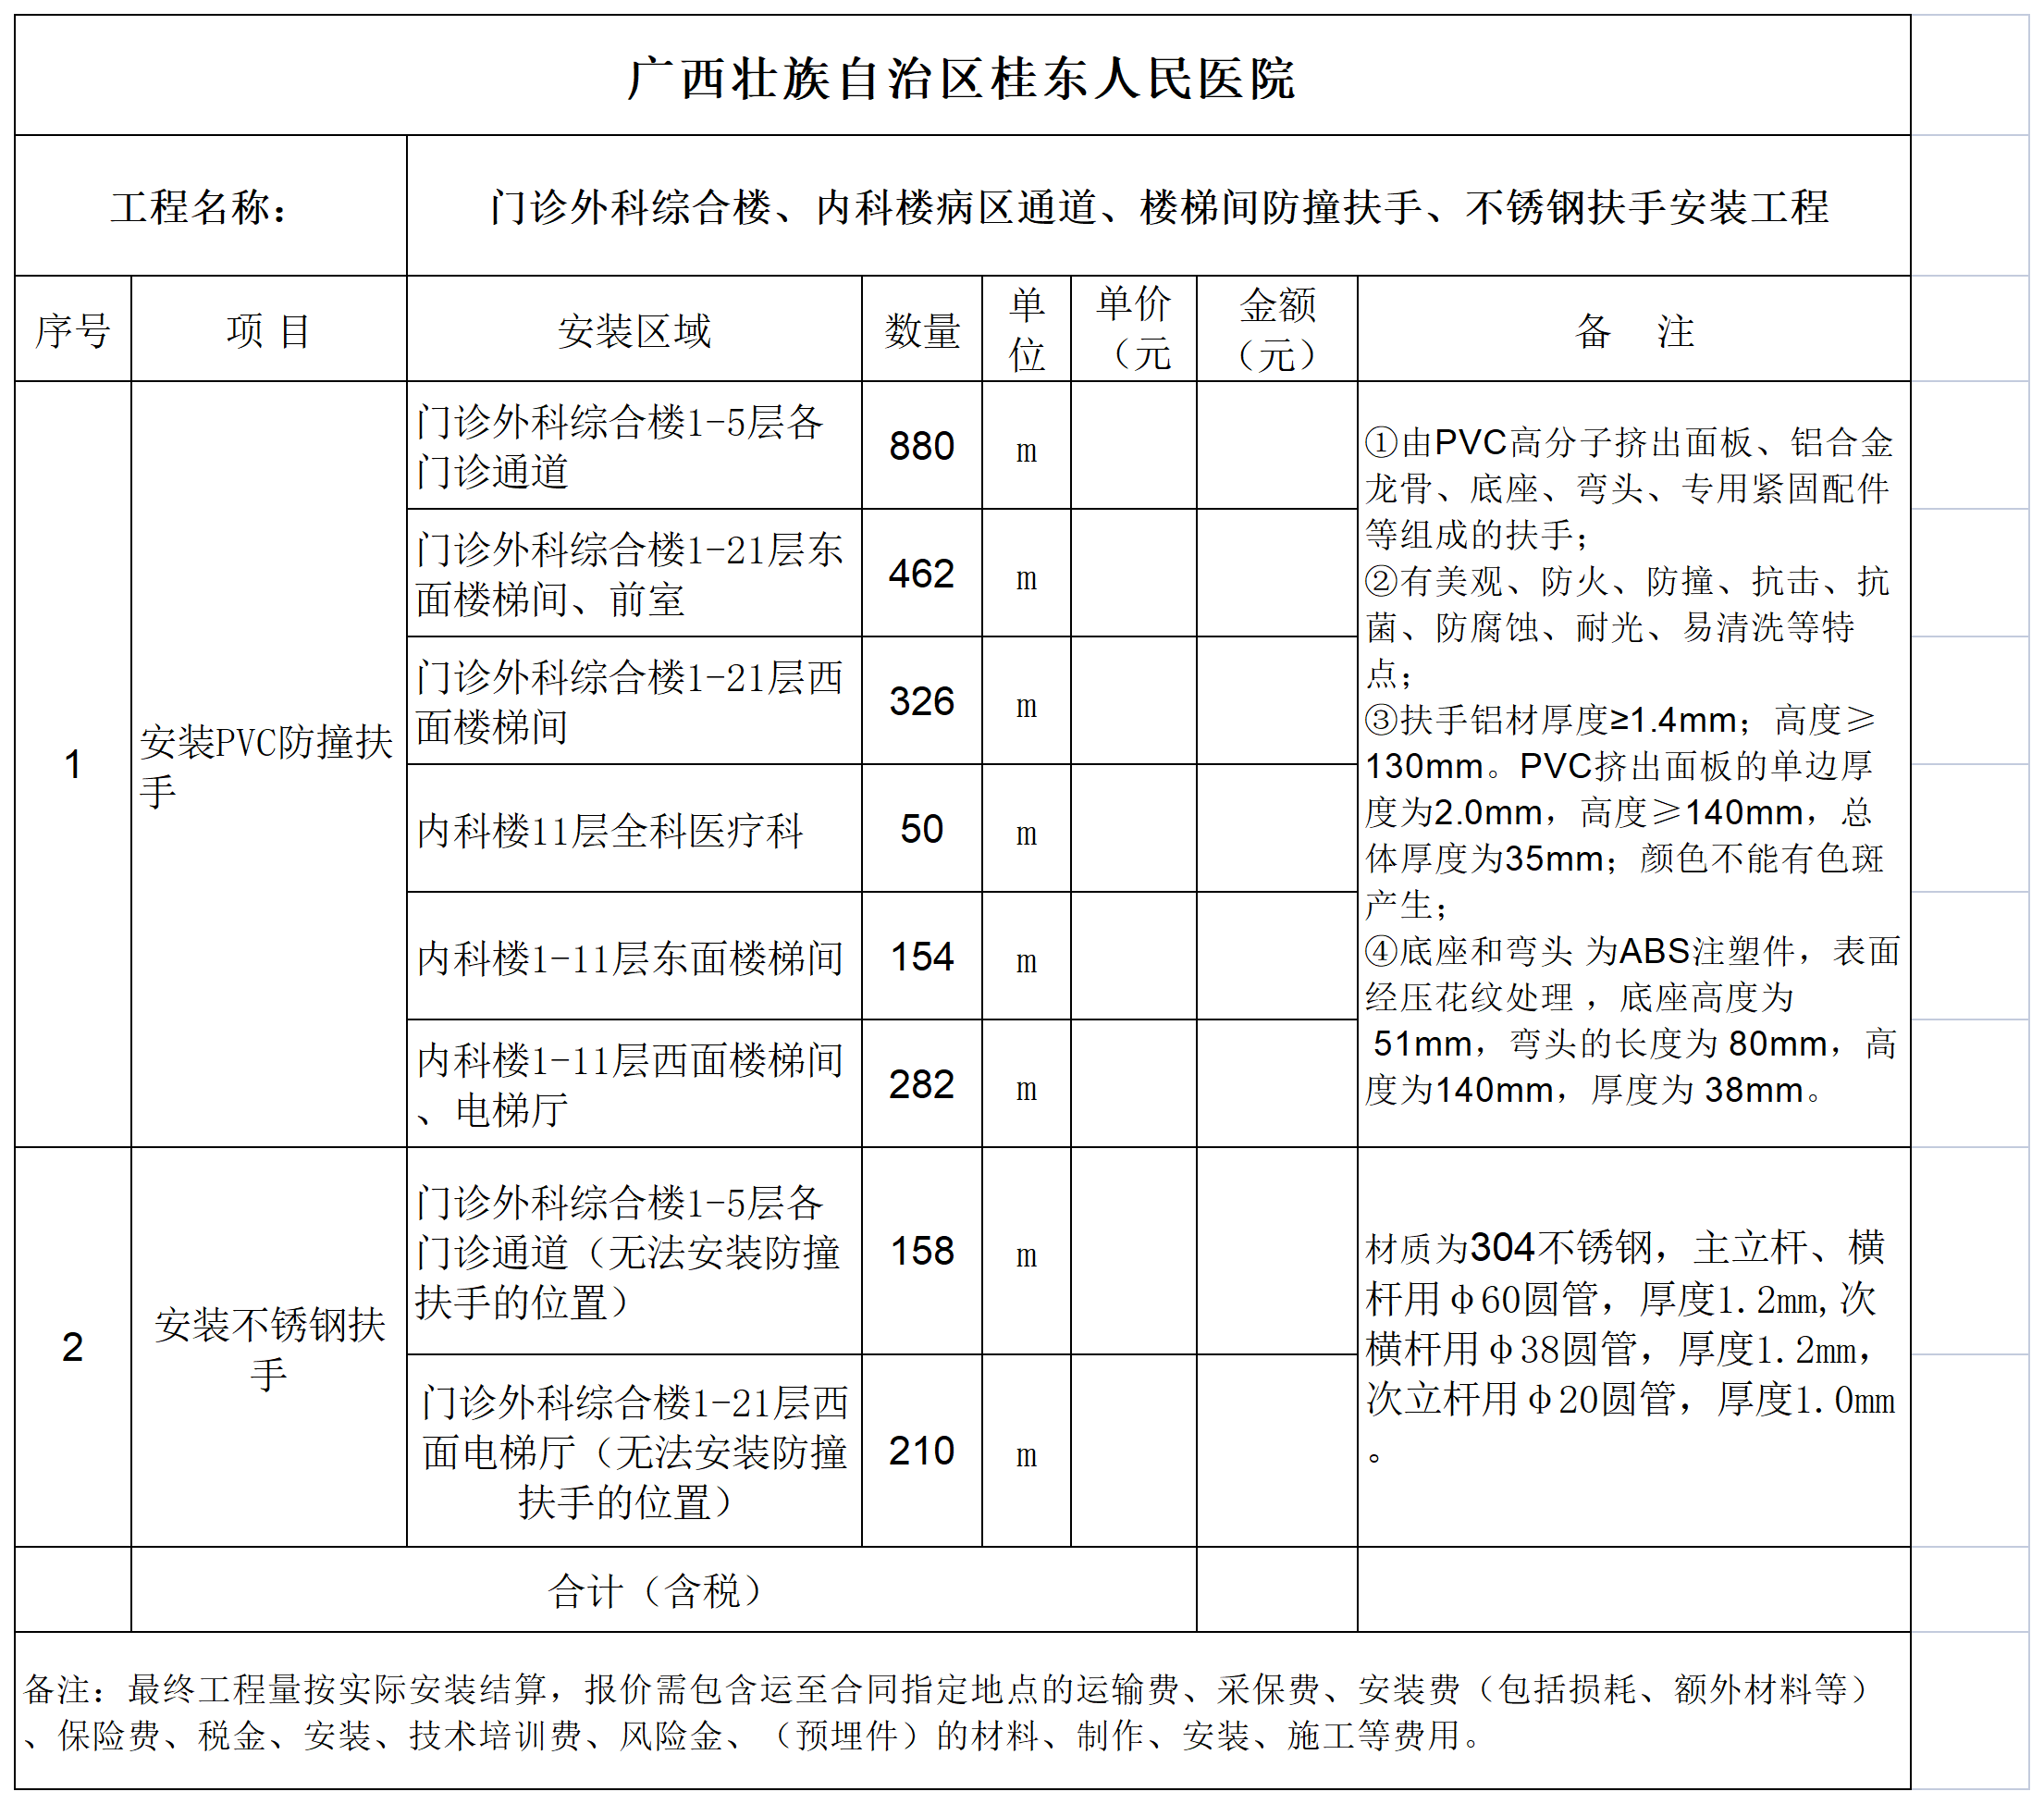 广西壮族自治区桂东人民医院
工程名称：
门诊外科综合楼、内科楼病区通道、楼梯间防撞扶手、不锈钢扶手安装工程
序号
项 目
安装区域
数量
单
位
单价
（元
金额
（元）
备 注
1
安装PVC防撞扶
手
门诊外科综合楼1-5层各
门诊通道
880
m
门诊外科综合楼1-21层东
面楼梯间、前室
462
m
门诊外科综合楼1-21层西
面楼梯间
326
m
内科楼11层全科医疗科
50
m
内科楼1-11层东面楼梯间
154
m
内科楼1-11层西面楼梯间
、电梯厅
282
m
①由PVC高分子挤出面板、铝合金
龙骨、底座、弯头、专用紧固配件
等组成的扶手；
②有美观、防火、防撞、抗击、抗
菌、防腐蚀、耐光、易清洗等特
点；
③扶手铝材厚度≥1.4mm；高度≥
130mm。PVC挤出面板的单边厚
度为2.0mm，高度≥140mm，总
体厚度为35mm；颜色不能有色斑
产生；
④底座和弯头 为ABS注塑件，表面
经压花纹处理 ，底座高度为
51mm，弯头的长度为 80mm，高
度为140mm，厚度为 38mm。
2
安装不锈钢扶
手
门诊外科综合楼1-5层各
门诊通道（无法安装防撞
扶手的位置）
158
m
门诊外科综合楼1-21层西
面电梯厅（无法安装防撞
扶手的位置）
210
m
材质为304不锈钢，主立杆、横
杆用φ60圆管，厚度1.2mm,次
横杆用φ38圆管，厚度1.2mm，
次立杆用φ20圆管，厚度1.0mm
。
合计（含税）
备注：最终工程量按实际安装结算，报价需包含运至合同指定地点的运输费、采保费、安装费（包括损耗、额外材料等）
、保险费、税金、安装、技术培训费、风险金、（预埋件）的材料、制作、安装、施工等费用。